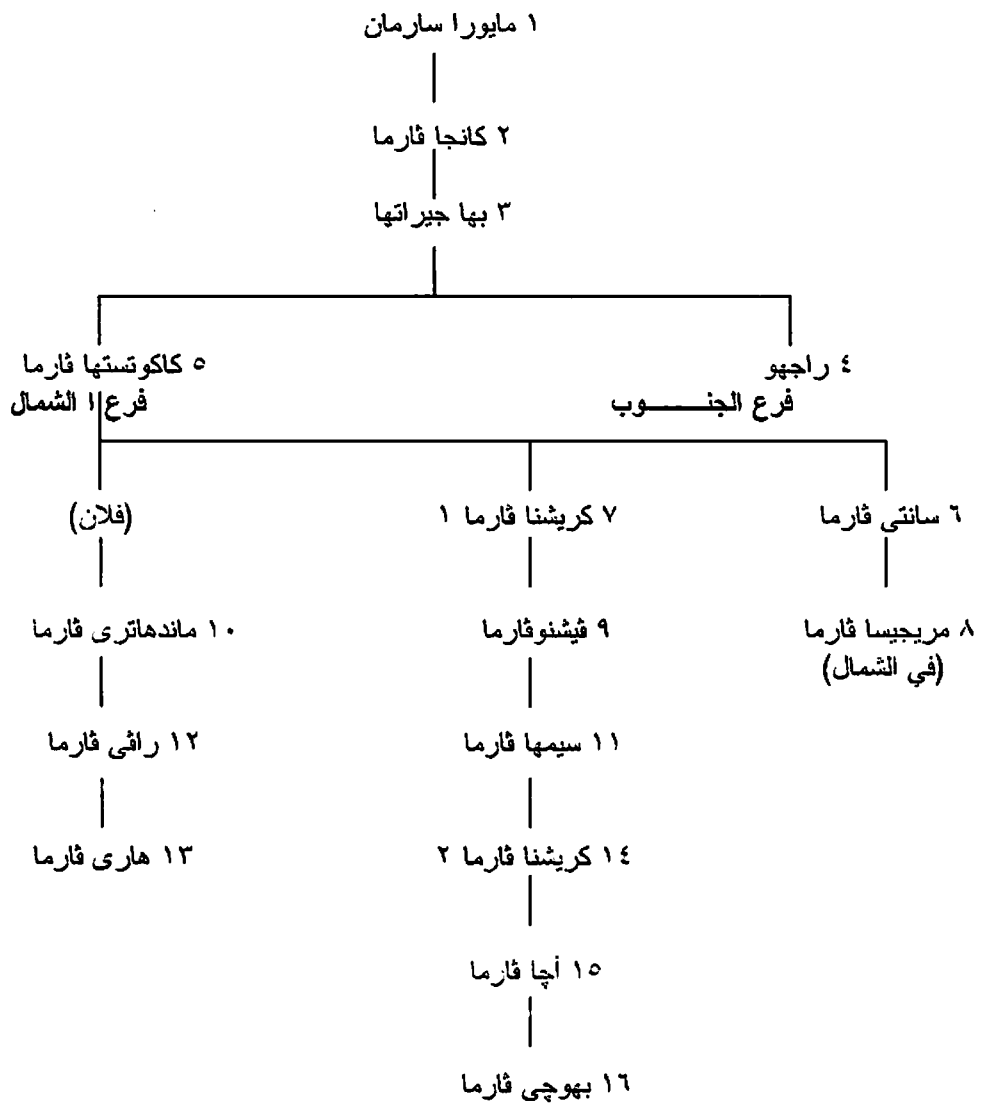 ١ مايورا سارمان
٢ كانجا ڤارما
٣ بها جيراتها
٤ راجهو
٥ كاكوتستها ڤارما
فرع الجنـــوب
فرع ا الشمال
٦ سانتى ڤارما
٧ كريشنا ڤارما ١
(فلان)
٨ مريجيسا ڤارما
٩ ڤيشنوڤارما
١٠ ماندهاترى ڤارما
(في الشمال)
١١ سيمها ڤارما
١٢ راڤى ڤارما
١٤ كريشنا ڤارما ٢
١٣ هارى ڤارما
١٥ أچا ڤارما
١٦ بهوچى ڤارما